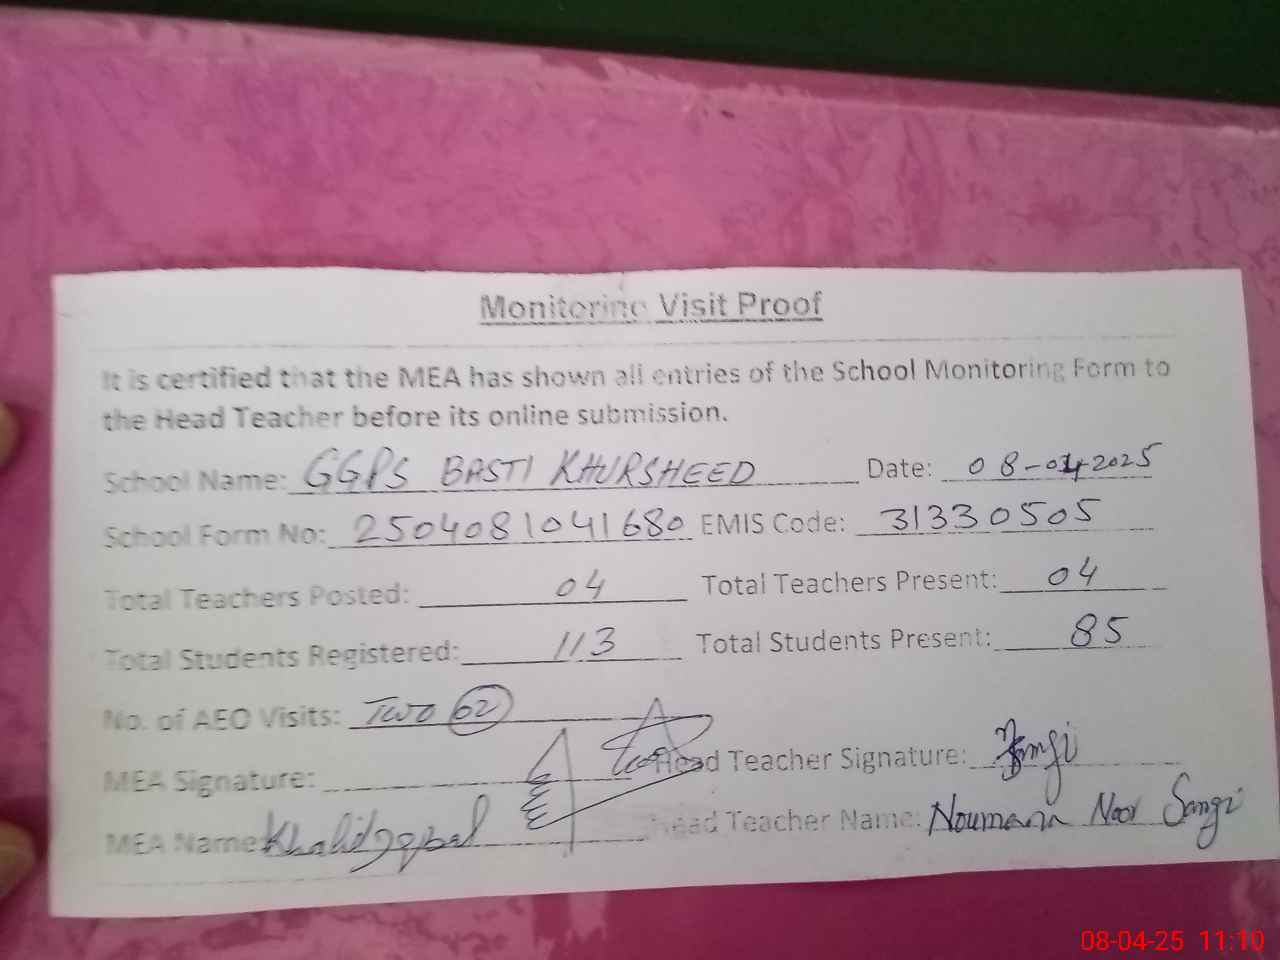 Monitoring Visit Proof
It is certified that the MEA has shown all entries of the School Monitoring Form to
the Head Teacher before its online submission.
School Name: GGPS BASTI KHURSHEED Date: 08-04-2025
School Form No: 2504081041680 EMIS Code: 31330505
Total Teachers Posted: 04 Total Teachers Present: 04
Total Students Registered: 113 Total Students Present: 85
No. of AEO Visits: Two 02
MEA Signature: Head Teacher Signature:
MEA Name: Khalid Iqbal Head Teacher Name: Noumana Noor Sangi
08-04-25 11:10